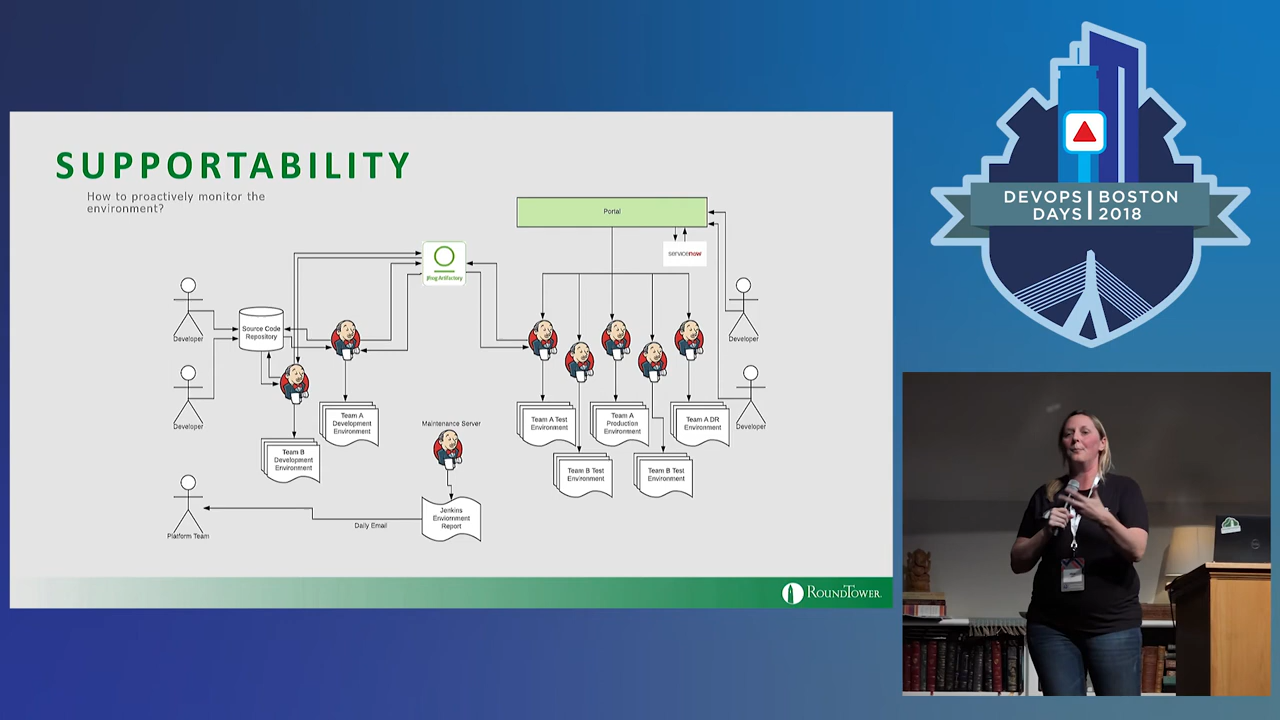 SUPPORTABILITY
How to proactively monitor the
environment?
Portal
servicenow
JFrog Artifactory
Developer
Source Code
Repository
Developer
Developer
Developer
Team A
Development
Environment
Team B
Development
Environment
Maintenance Server
Team A Test
Environment
Team A
Production
Environment
Team A DR
Environment
Team B Test
Environment
Team B Test
Environment
Jenkins
Enviornment
Report
Daily Email
Platform Team
ROUNDTOWER
DEVOPS BOSTON
DAYS 2018